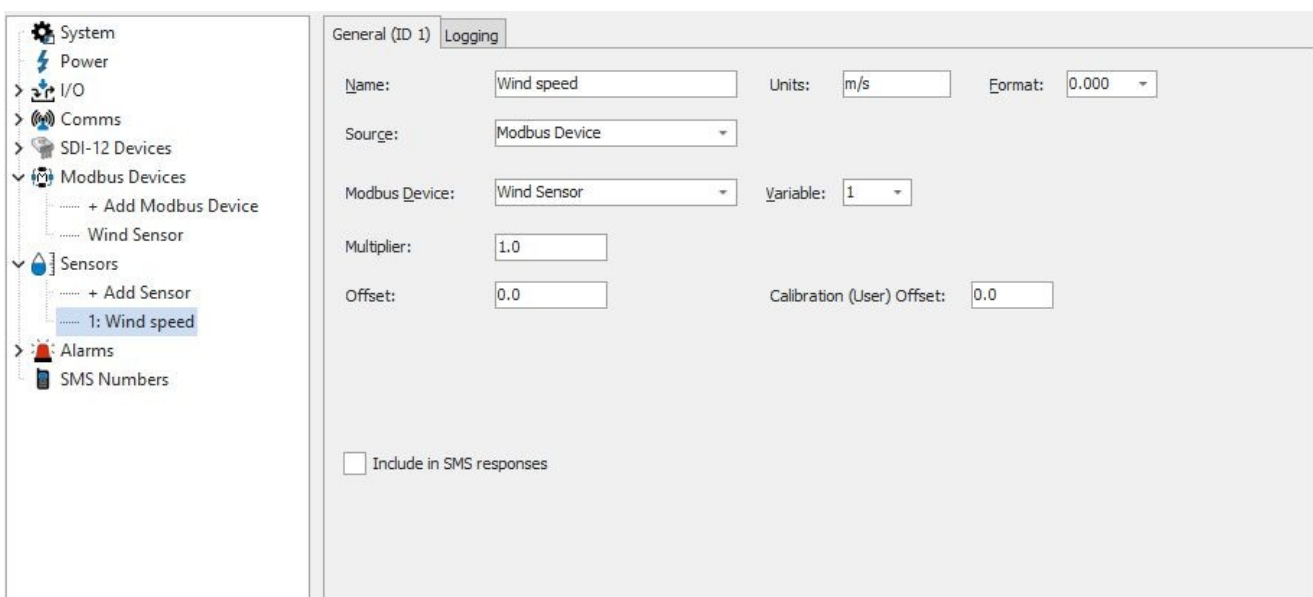 System
Power
I/O
Comms
SDI-12 Devices
Modbus Devices
+ Add Modbus Device
Wind Sensor
Sensors
+ Add Sensor
1: Wind speed
Alarms
SMS Numbers
General (ID 1) Logging
Name: Wind speed Units: m/s Format: 0.000
Source: Modbus Device
Modbus Device: Wind Sensor Variable: 1
Multiplier: 1.0
Offset: 0.0 Calibration (User) Offset: 0.0
Include in SMS responses